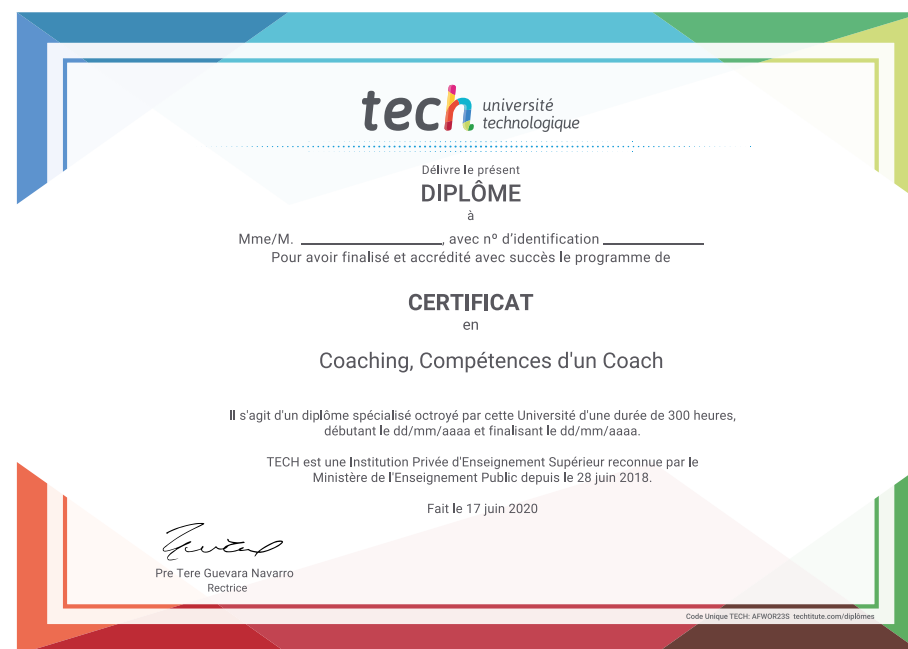 tech université
technologique
Délivre le présent
DIPLÔME
à
Mme/M. ____________________, avec nº d'identification ______________
Pour avoir finalisé et accrédité avec succès le programme de
CERTIFICAT
en
Coaching, Compétences d'un Coach
Il s'agit d'un diplôme spécialisé octroyé par cette Université d'une durée de 300 heures,
débutant le dd/mm/aaaa et finalisant le dd/mm/aaaa.
TECH est une Institution Privée d'Enseignement Supérieur reconnue par le
Ministère de l'Enseignement Public depuis le 28 juin 2018.
Fait le 17 juin 2020
Pre Tere Guevara Navarro
Rectrice
Code Unique TECH: AFWOR23S techtitute.com/diplômes